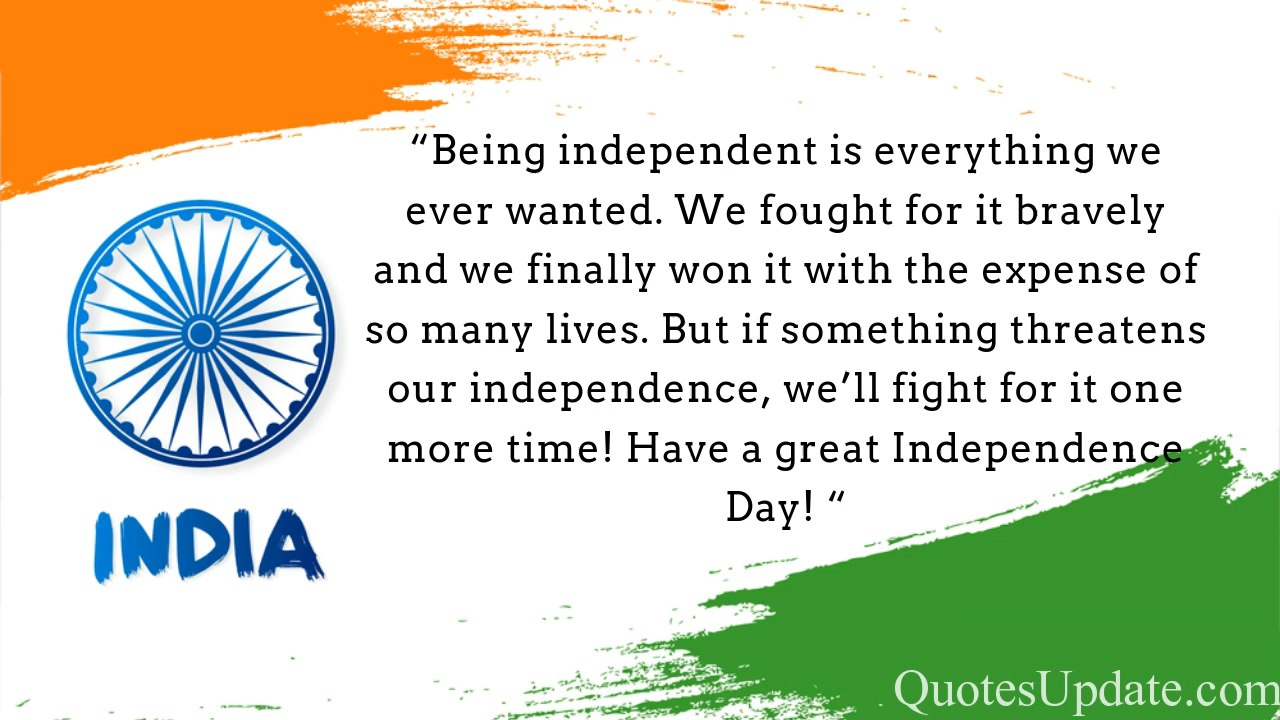 “Being independent is everything we
ever wanted. We fought for it bravely
and we finally won it with the expense of
so many lives. But if something threatens
our independence, we’ll fight for it one
more time! Have a great Independence
Day! “
INDIA
QuotesUpdate.com